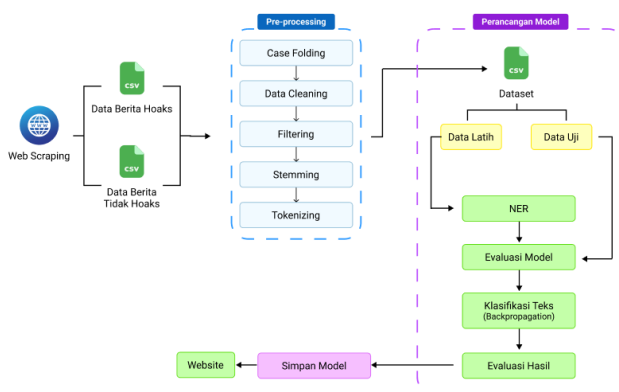 Pre-processing
Perancangan Model
Case Folding
csv
Data Berita Hoaks
Data Cleaning
csv
Dataset
Web Scraping
Filtering
Data Latih
Data Uji
csv
Data Berita
Tidak Hoaks
Stemming
Tokenizing
NER
Evaluasi Model
Klasifikasi Teks
(Backpropagation)
Website
Simpan Model
Evaluasi Hasil